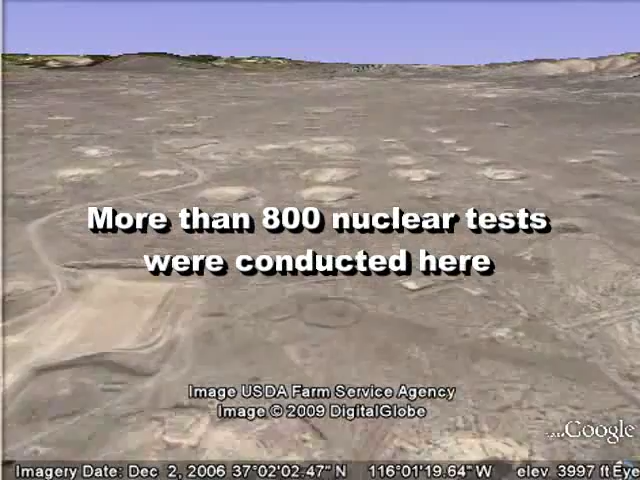 More than 800 nuclear tests
were conducted here
Image USDA Farm Service Agency
Image © 2009 DigitalGlobe
Google
Imagery Date: Dec 2, 2006 37°02'02.47" N 116°01'19.64" W elev 3997 ft Eye